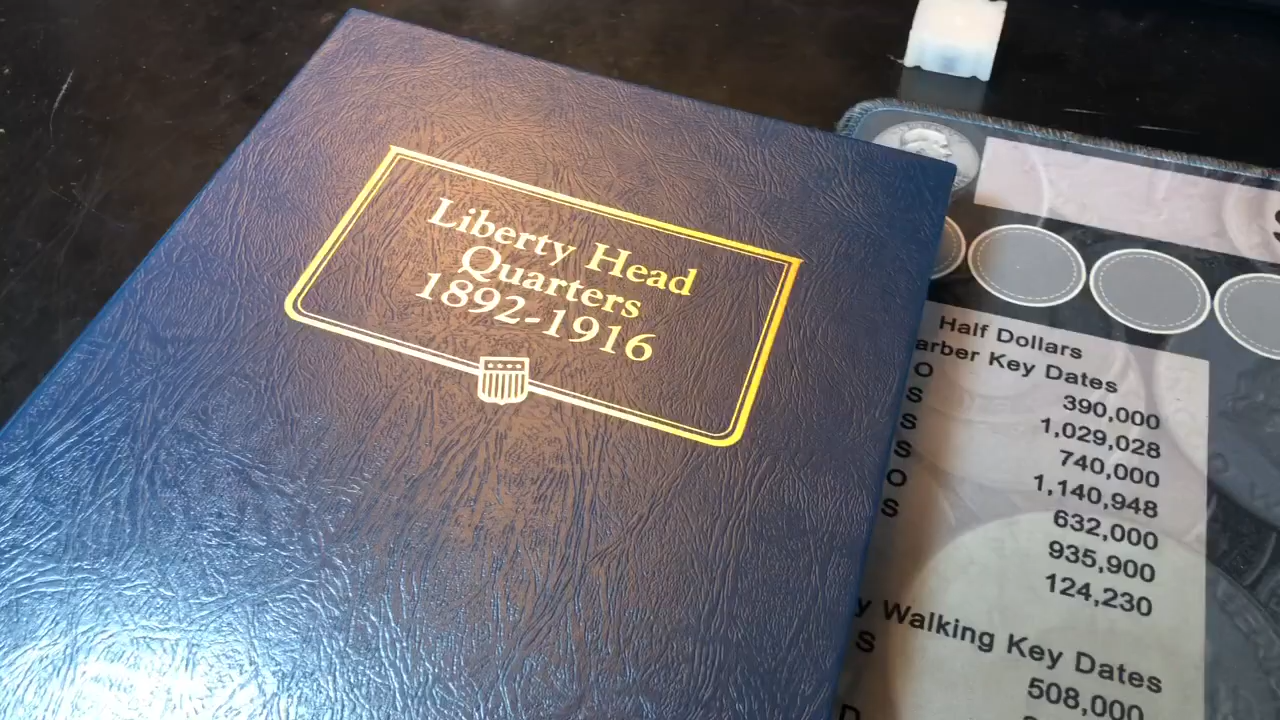 Liberty Head
Quarters
1892-1916
Half Dollars
arber Key Dates
O 390,000
S 1,029,028
S 740,000
S 1,140,948
O 632,000
S 935,900
124,230
y Walking Key Dates
S 508,000
D